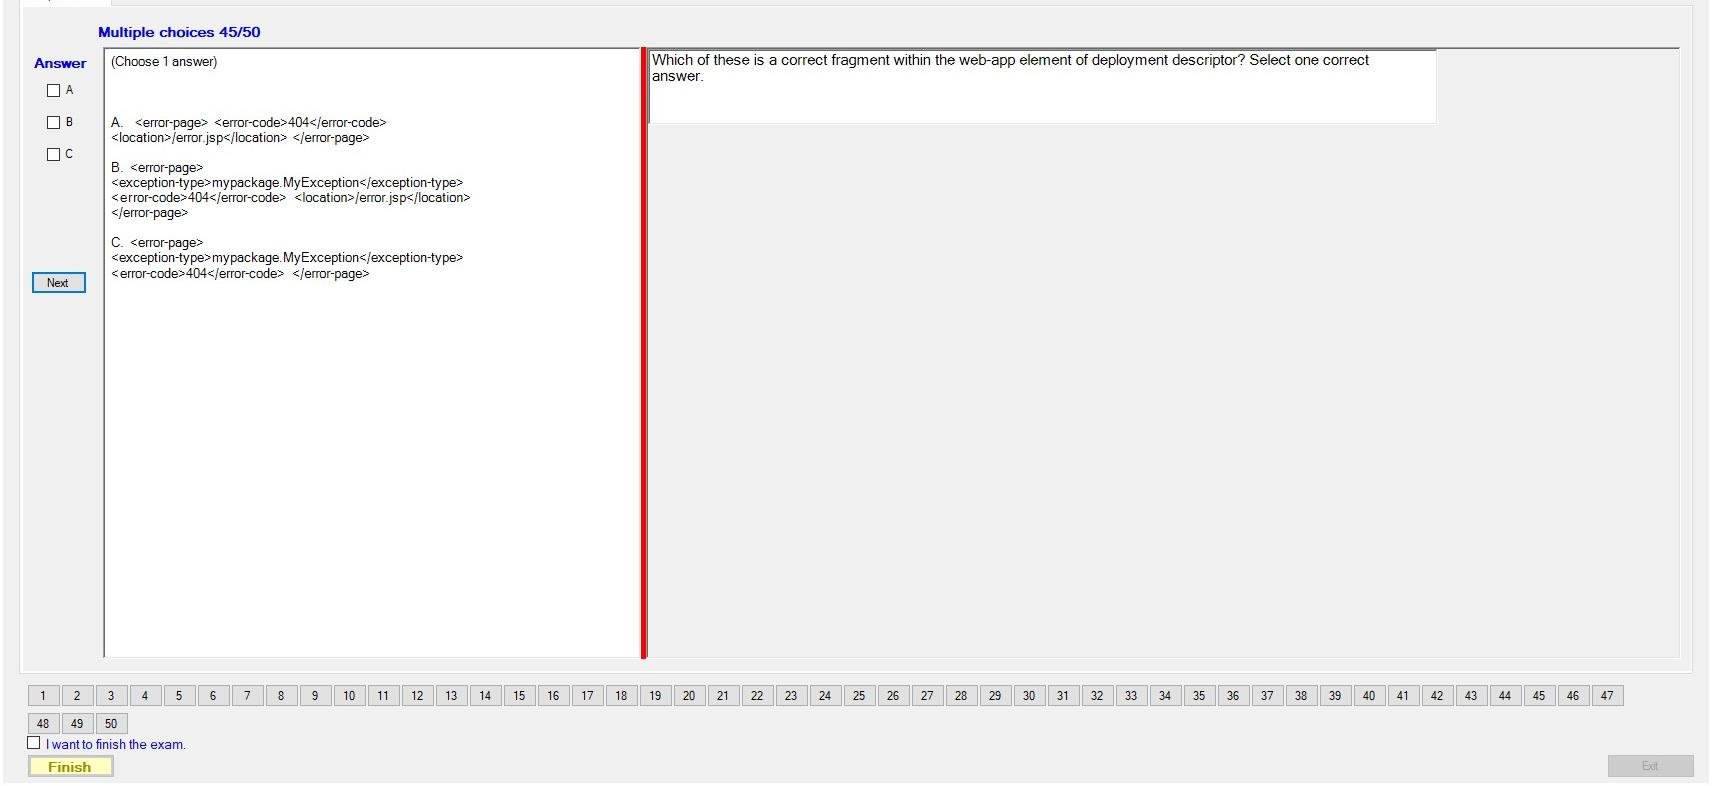 Multiple choices 45/50
Answer
A
B
C
Next
(Choose 1 answer)
A. <error-page> <error-code>404</error-code>
<location>/error.jsp</location> </error-page>
B. <error-page>
<exception-type>mypackage.MyException</exception-type>
<error-code>404</error-code> <location>/error.jsp</location>
</error-page>
C. <error-page>
<exception-type>mypackage.MyException</exception-type>
<error-code>404</error-code> </error-page>
Which of these is a correct fragment within the web-app element of deployment descriptor? Select one correct
answer.
1 2 3 4 5 6 7 8 9 10 11 12 13 14 15 16 17 18 19 20 21 22 23 24 25 26 27 28 29 30 31 32 33 34 35 36 37 38 39 40 41 42 43 44 45 46 47
48 49 50
I want to finish the exam.
Finish
Exit